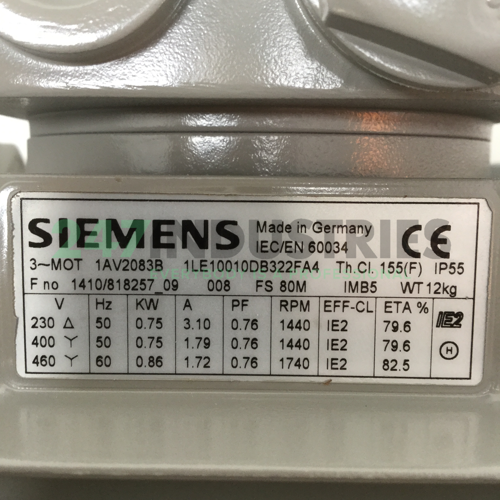 SIEMENS Made in Germany
IEC/EN 60034 CE
3~MOT 1AV2083B 1LE10010DB322FA4 Th.Cl. 155(F) IP55
F no 1410/818257_09 008 FS 80M IMB5 WT 12kg
V Hz KW A PF RPM EFF-CL ETA %
230 △ 50 0.75 3.10 0.76 1440 IE2 79.6 IE2
400 Y 50 0.75 1.79 0.76 1440 IE2 79.6
460 Y 60 0.86 1.72 0.76 1740 IE2 82.5 H
247 INDUSTRIES